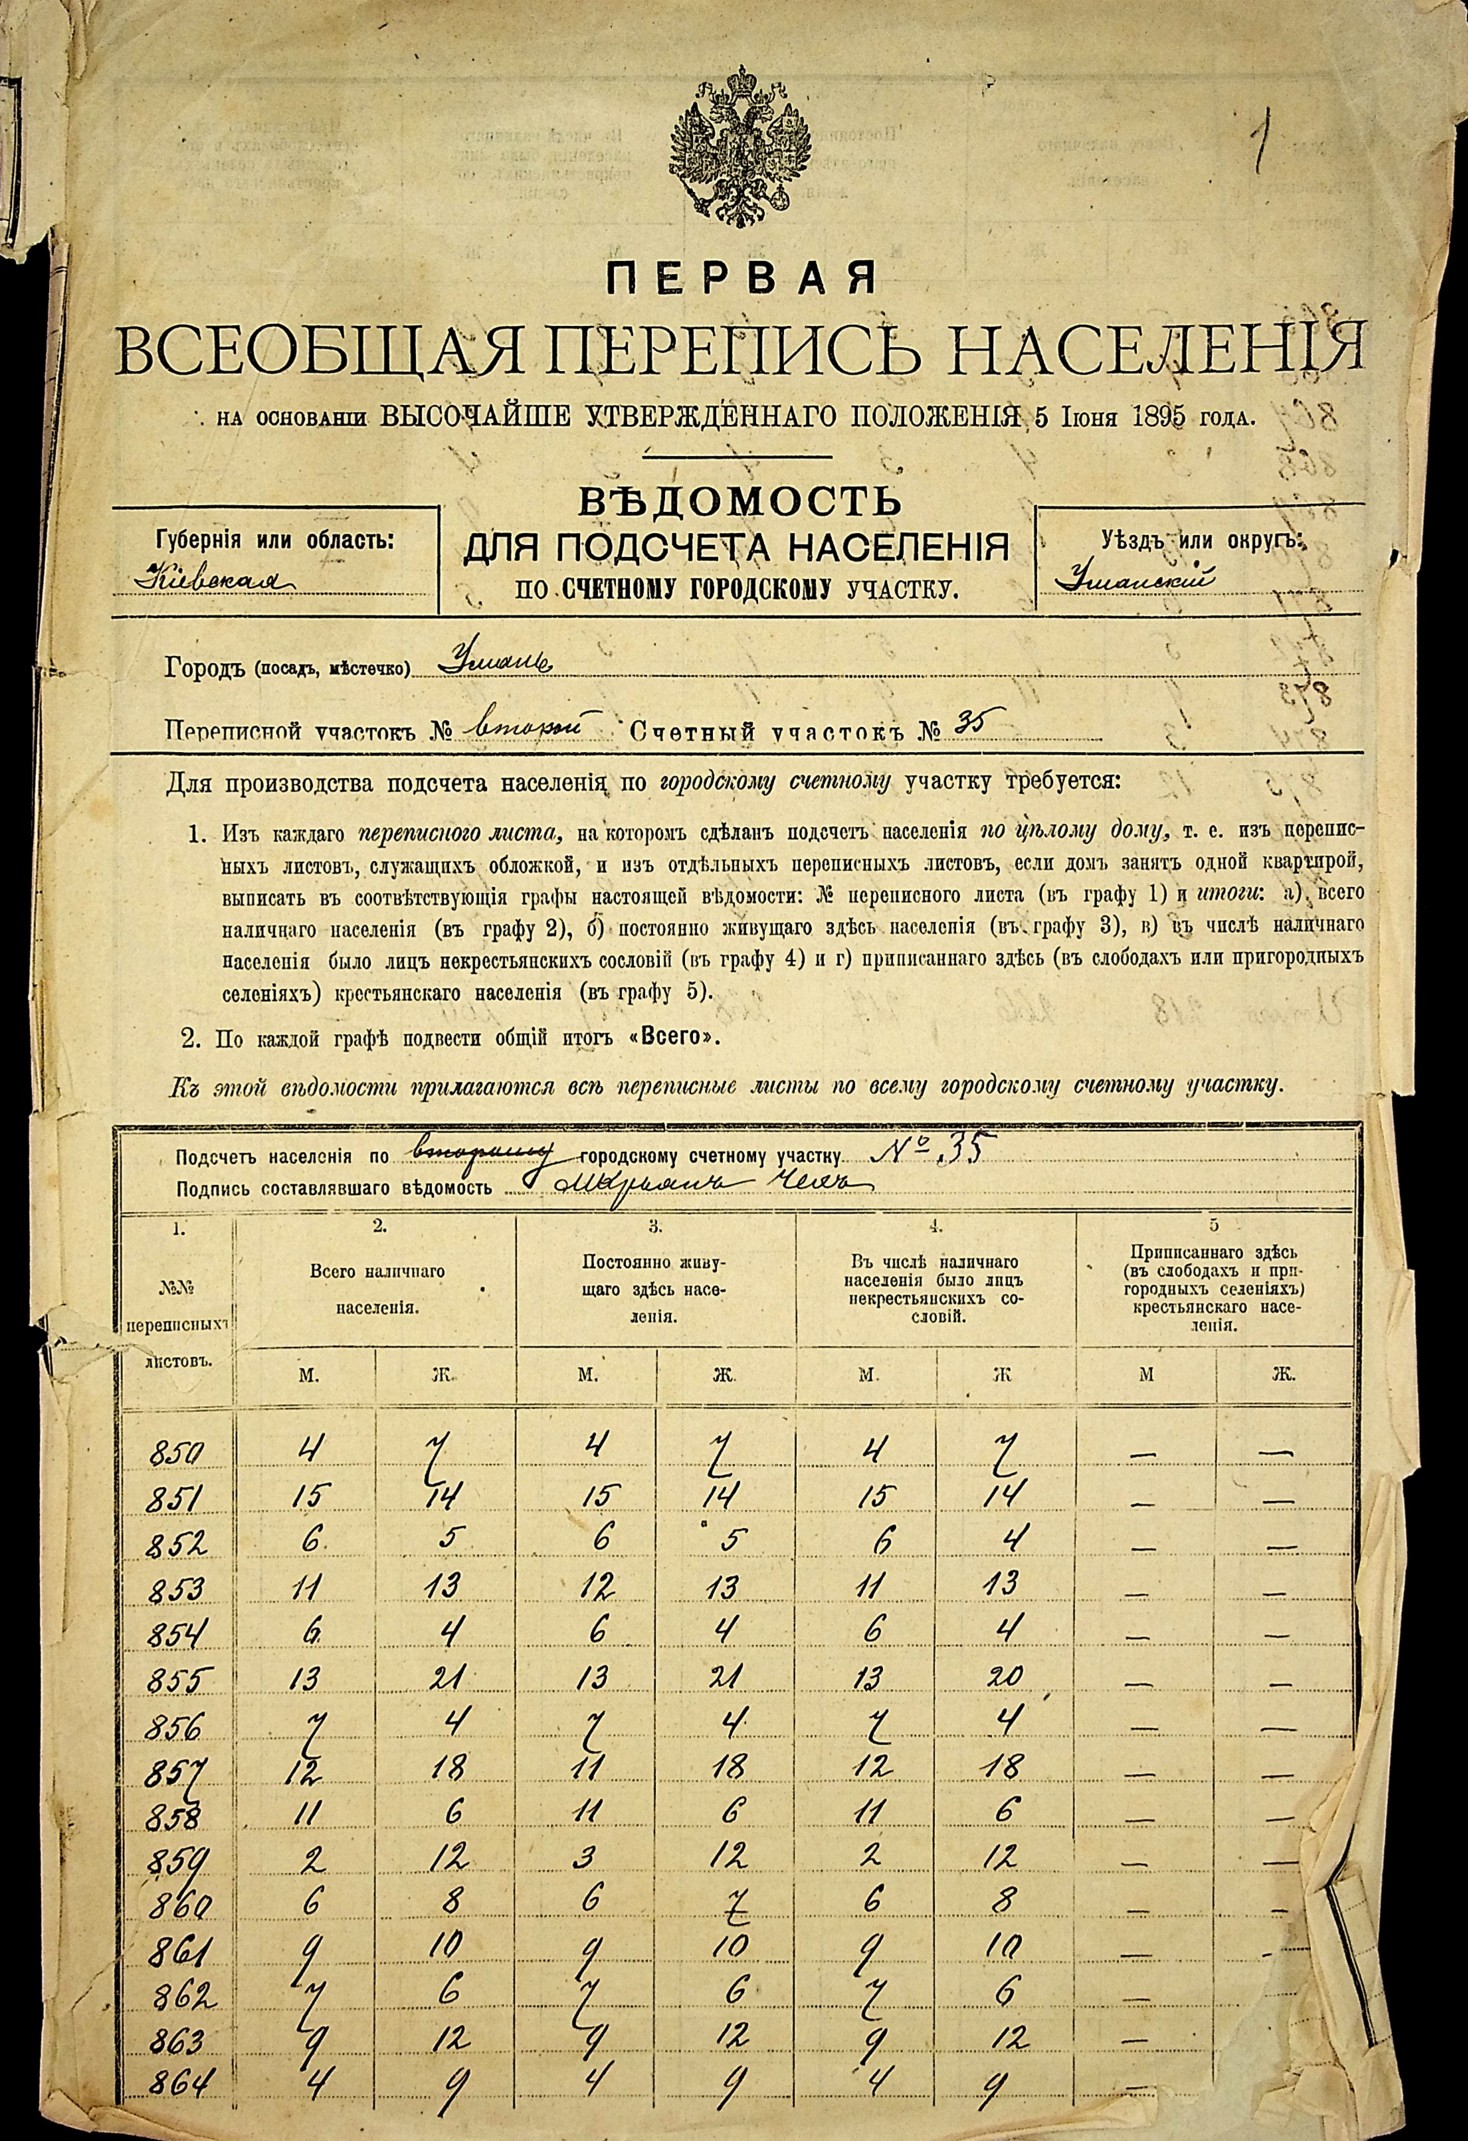 1
ПЕРВАЯ
ВСЕОБЩАЯ ПЕРЕПИСЬ НАСЕЛЕНІЯ
НА ОСНОВАНІИ ВЫСОЧАЙШЕ УТВЕРЖДЕННАГО ПОЛОЖЕНІЯ 5 Іюня 1895 года.
ВѢДОМОСТЬ
ДЛЯ ПОДСЧЕТА НАСЕЛЕНІЯ
ПО СЧЕТНОМУ ГОРОДСКОМУ УЧАСТКУ.
Губернія или область:
Кіевская
Уѣздъ или округъ:
Уманскій
Городъ (посадъ, мѣстечко) Умань
Переписной участокъ № второй Счетный участокъ № 35
Для производства подсчета населенія по городскому счетному участку требуется:
1. Изъ каждаго переписного листа, на которомъ сдѣланъ подсчетъ населенія по цѣлому дому, т. е. изъ перепис-
ныхъ листовъ, служащихъ обложкой, и изъ отдѣльныхъ переписныхъ листовъ, если домъ занятъ одной квартирой,
выписать въ соотвѣтствующія графы настоящей вѣдомости: № переписного листа (въ графу 1) и итоги: а) всего
наличнаго населенія (въ графу 2), б) постоянно живущаго здѣсь населенія (въ графу 3), в) въ числѣ наличнаго
населенія было лицъ некрестьянскихъ сословій (въ графу 4) и г) приписаннаго здѣсь (въ слободахъ или пригородныхъ
селеніяхъ) крестьянскаго населенія (въ графу 5).
2. По каждой графѣ подвести общій итогъ «Всего».
Къ этой вѣдомости прилагаются всѣ переписные листы по всему городскому счетному участку.
Подсчетъ населенія по второму городскому счетному участку № 35
Подпись составлявшаго вѣдомость
1. 2. 3. 4. 5
№№ переписныхъ листовъ.
Всего наличнаго населенія.
Постоянно живу-
щаго здѣсь насе-
ленія.
Въ числѣ наличнаго
населенія было лицъ
некрестьянскихъ со-
словій.
Приписаннаго здѣсь
(въ слободахъ и при-
городныхъ селеніяхъ)
крестьянскаго насе-
ленія.
М. Ж. М. Ж. М. Ж М Ж.
850 4 7 4 7 4 7 — —
851 15 14 15 14 15 14 — —
852 6 5 6 5 6 4 — —
853 11 13 12 13 11 13 — —
854 6 4 6 4 6 4 — —
855 13 21 13 21 13 20 — —
856 7 4 7 4 7 4 — —
857 12 18 11 18 12 18 — —
858 11 6 11 6 11 6 — —
859 2 12 3 12 2 12 — —
860 6 8 6 7 6 8 — —
861 9 10 9 10 9 10 — -
862 7 6 7 6 7 6 —
863 9 12 9 12 9 12 —
864 4 9 4 9 4 9 —